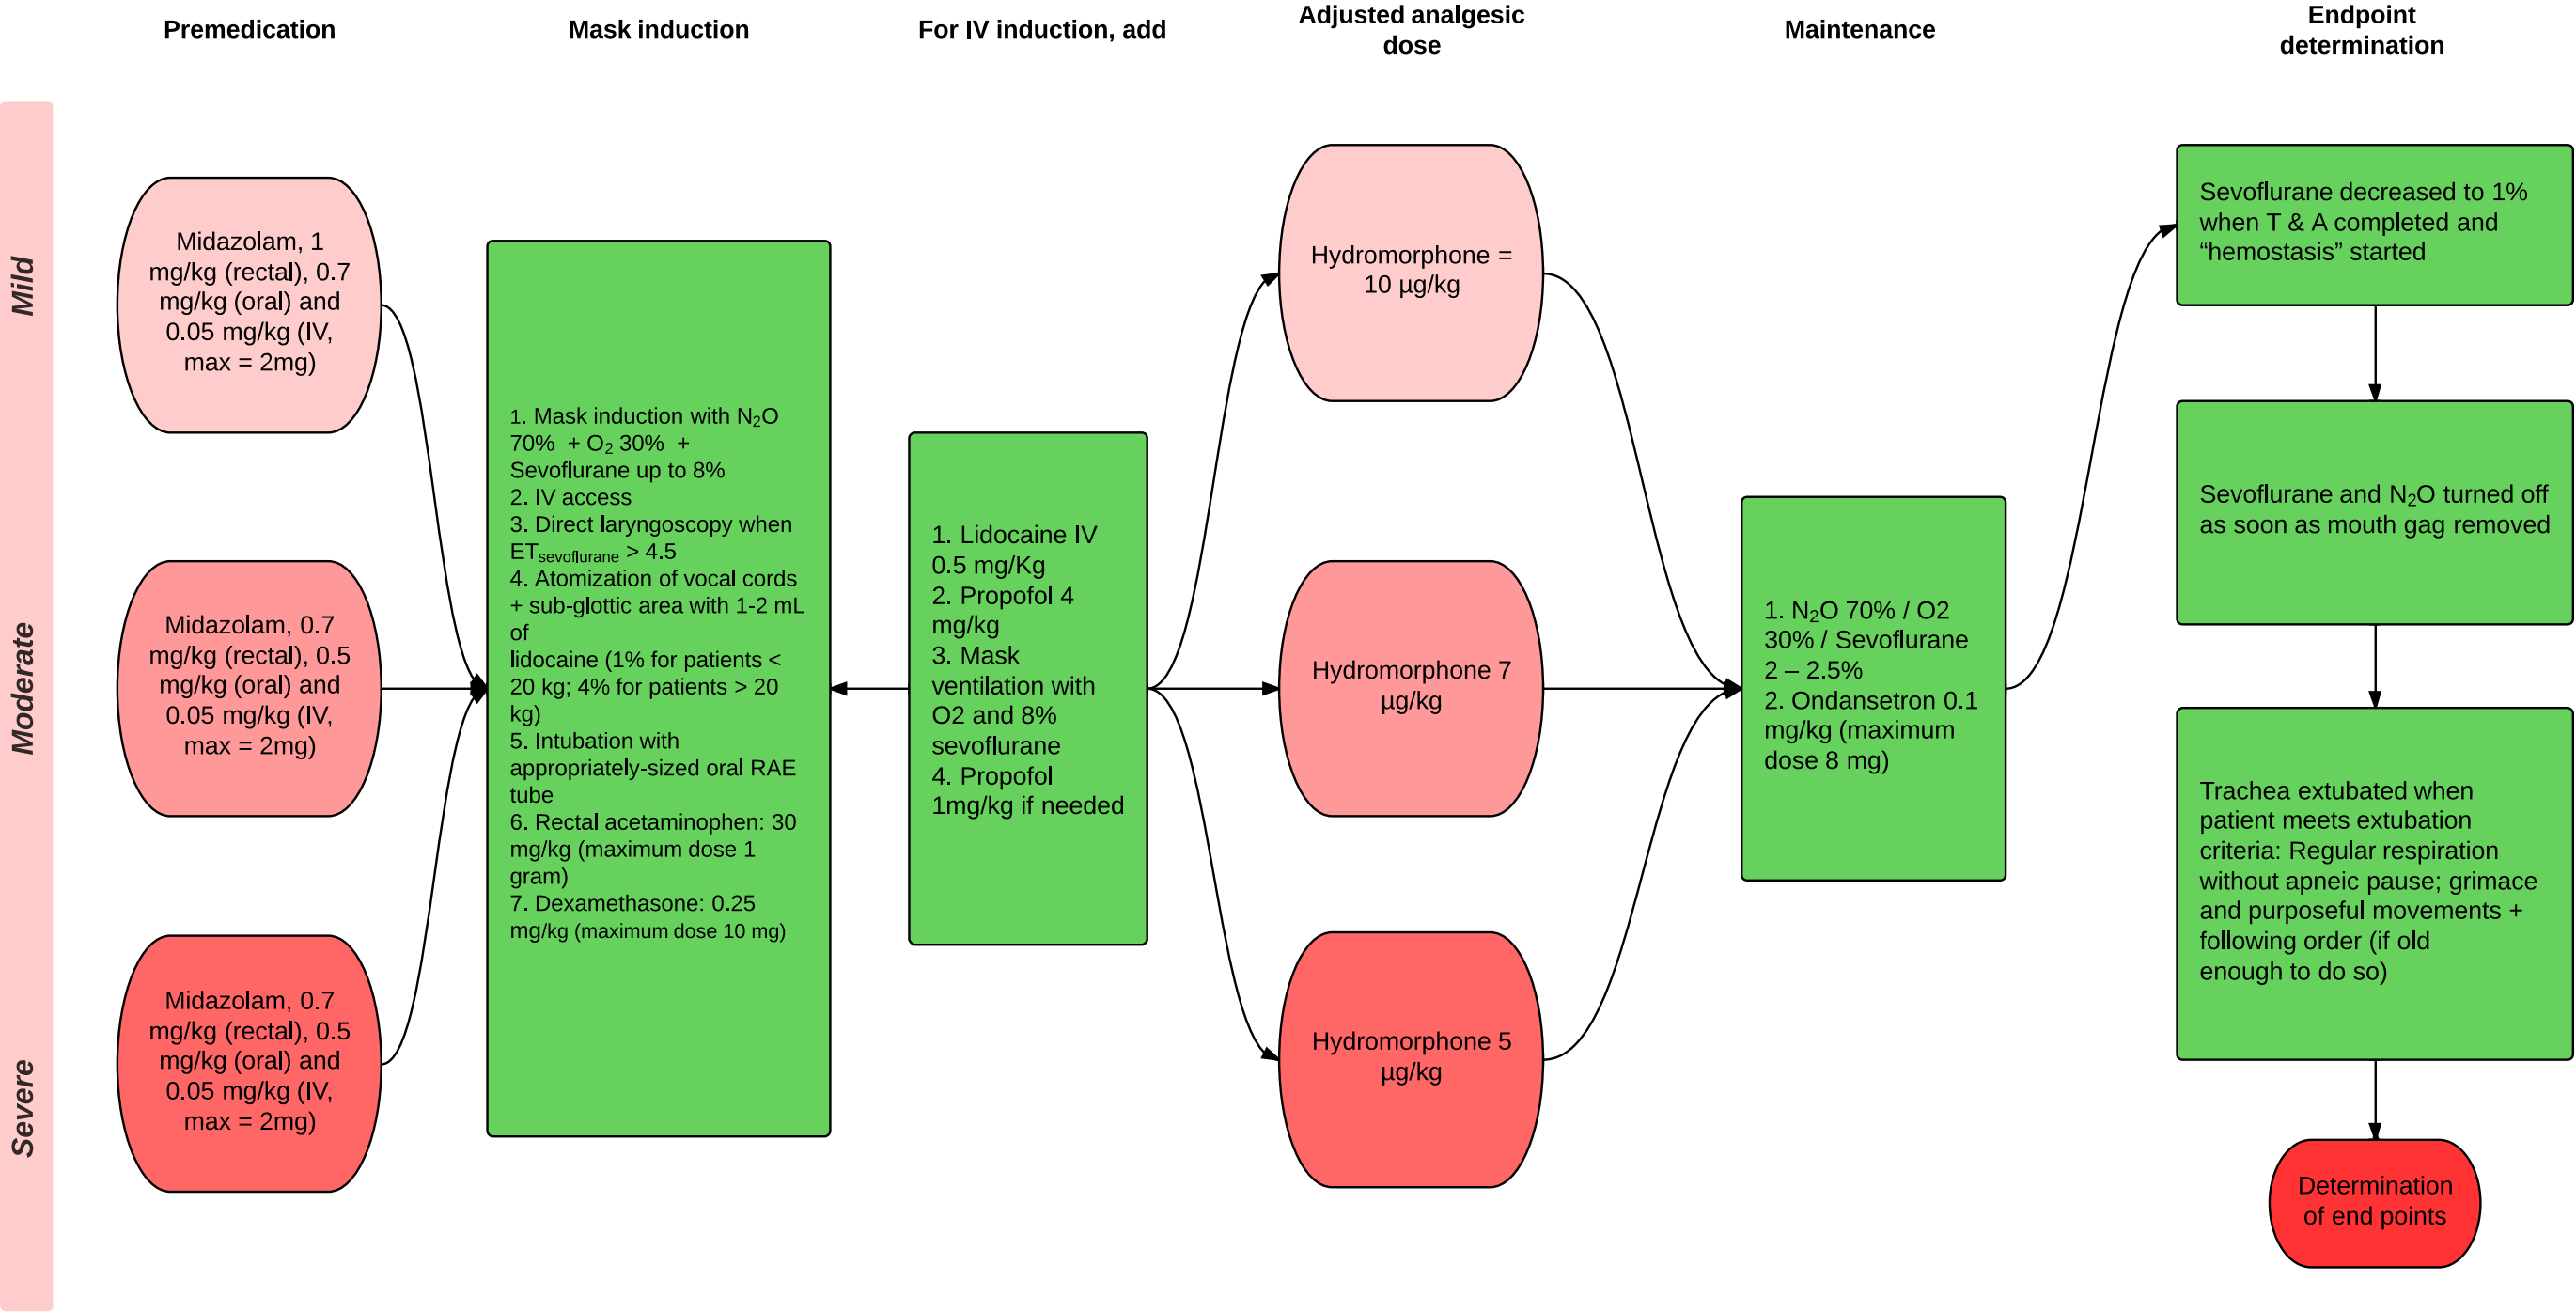 Premedication
Mask induction
For IV induction, add
Adjusted analgesic
dose
Maintenance
Endpoint
determination
Mild
Moderate
Severe
Midazolam, 1
mg/kg (rectal), 0.7
mg/kg (oral) and
0.05 mg/kg (IV,
max = 2mg)
Midazolam, 0.7
mg/kg (rectal), 0.5
mg/kg (oral) and
0.05 mg/kg (IV,
max = 2mg)
Midazolam, 0.7
mg/kg (rectal), 0.5
mg/kg (oral) and
0.05 mg/kg (IV,
max = 2mg)
1. Mask induction with N₂O
70%  + O₂ 30%  +
Sevoflurane up to 8%
2. IV access
3. Direct laryngoscopy when
ETsevoflurane > 4.5
4. Atomization of vocal cords
+ sub-glottic area with 1-2 mL
of
lidocaine (1% for patients <
20 kg; 4% for patients > 20
kg)
5. Intubation with
appropriately-sized oral RAE
tube
6. Rectal acetaminophen: 30
mg/kg (maximum dose 1
gram)
7. Dexamethasone: 0.25
mg/kg (maximum dose 10 mg)
1. Lidocaine IV
0.5 mg/Kg
2. Propofol 4
mg/kg
3. Mask
ventilation with
O2 and 8%
sevoflurane
4. Propofol
1mg/kg if needed
Hydromorphone =
10 µg/kg
Hydromorphone 7
µg/kg
Hydromorphone 5
µg/kg
1. N₂O 70% / O2
30% / Sevoflurane
2 – 2.5%
2. Ondansetron 0.1
mg/kg (maximum
dose 8 mg)
Sevoflurane decreased to 1%
when T & A completed and
“hemostasis” started
Sevoflurane and N₂O turned off
as soon as mouth gag removed
Trachea extubated when
patient meets extubation
criteria: Regular respiration
without apneic pause; grimace
and purposeful movements +
following order (if old
enough to do so)
Determination
of end points